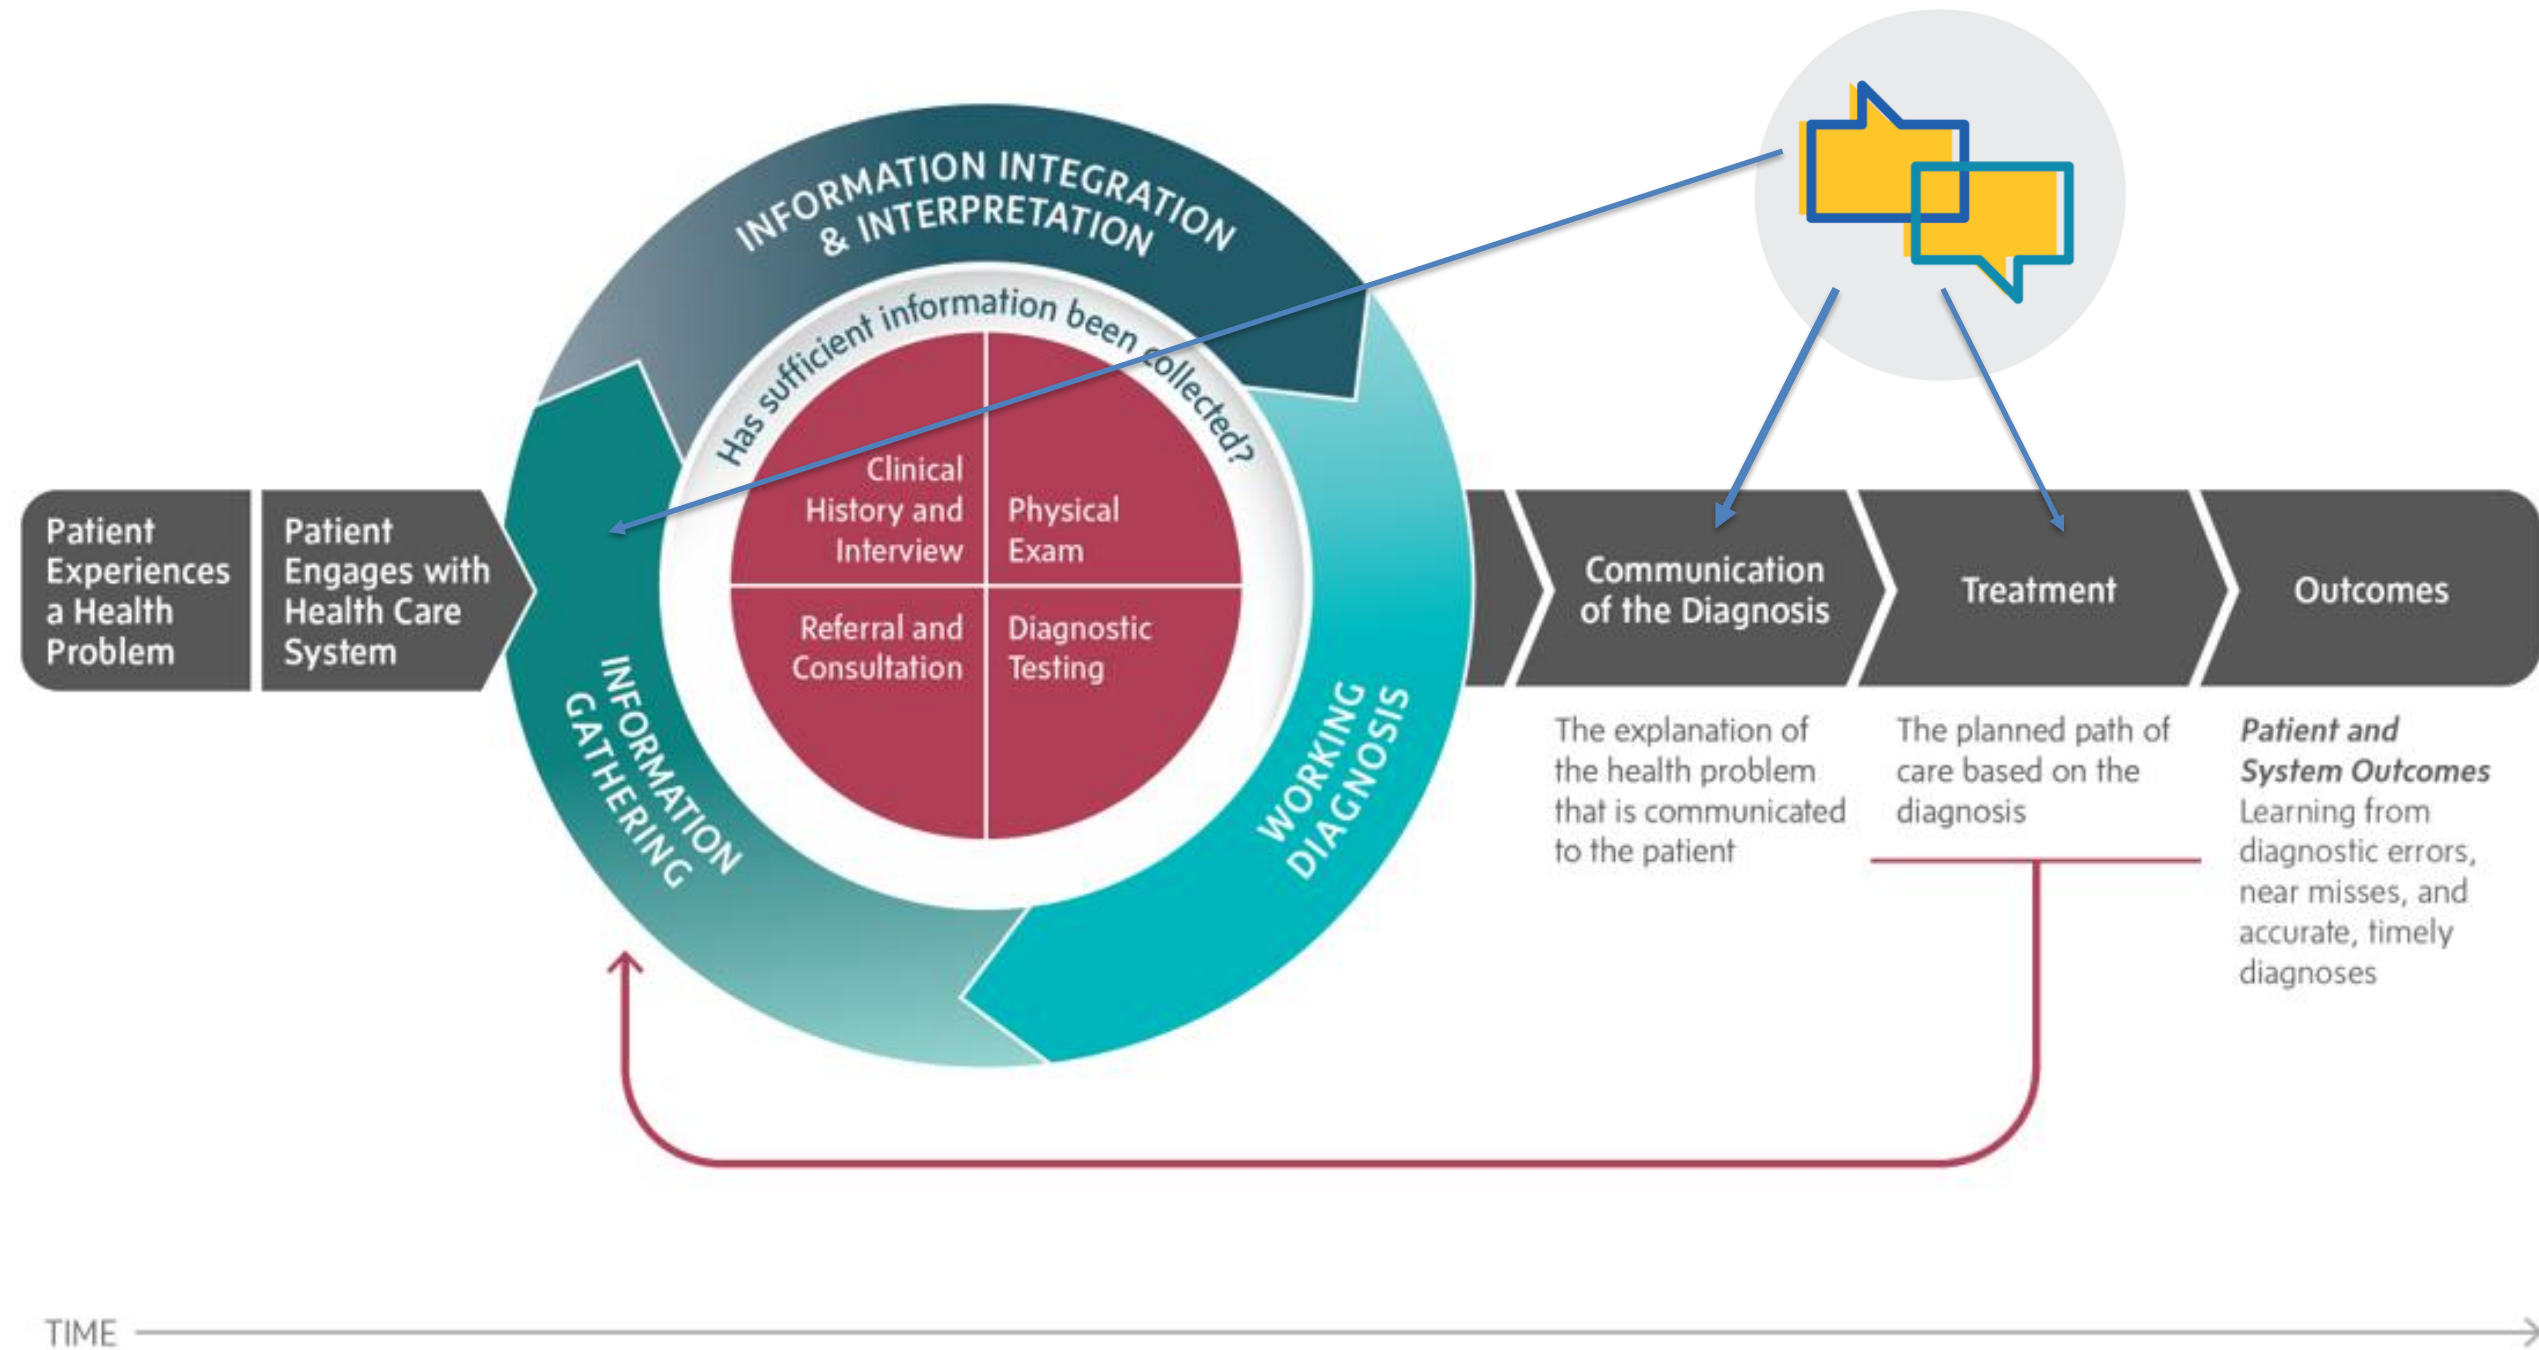 INFORMATION INTEGRATION
& INTERPRETATION
Has sufficient information been collected?
Clinical
History and
Interview
Physical
Exam
Referral and
Consultation
Diagnostic
Testing
INFORMATION
GATHERING
WORKING
DIAGNOSIS
Patient
Experiences
a Health
Problem
Patient
Engages with
Health Care
System
Communication
of the Diagnosis
Treatment
Outcomes
The explanation of
the health problem
that is communicated
to the patient
The planned path of
care based on the
diagnosis
Patient and
System Outcomes
Learning from
diagnostic errors,
near misses, and
accurate, timely
diagnoses
TIME